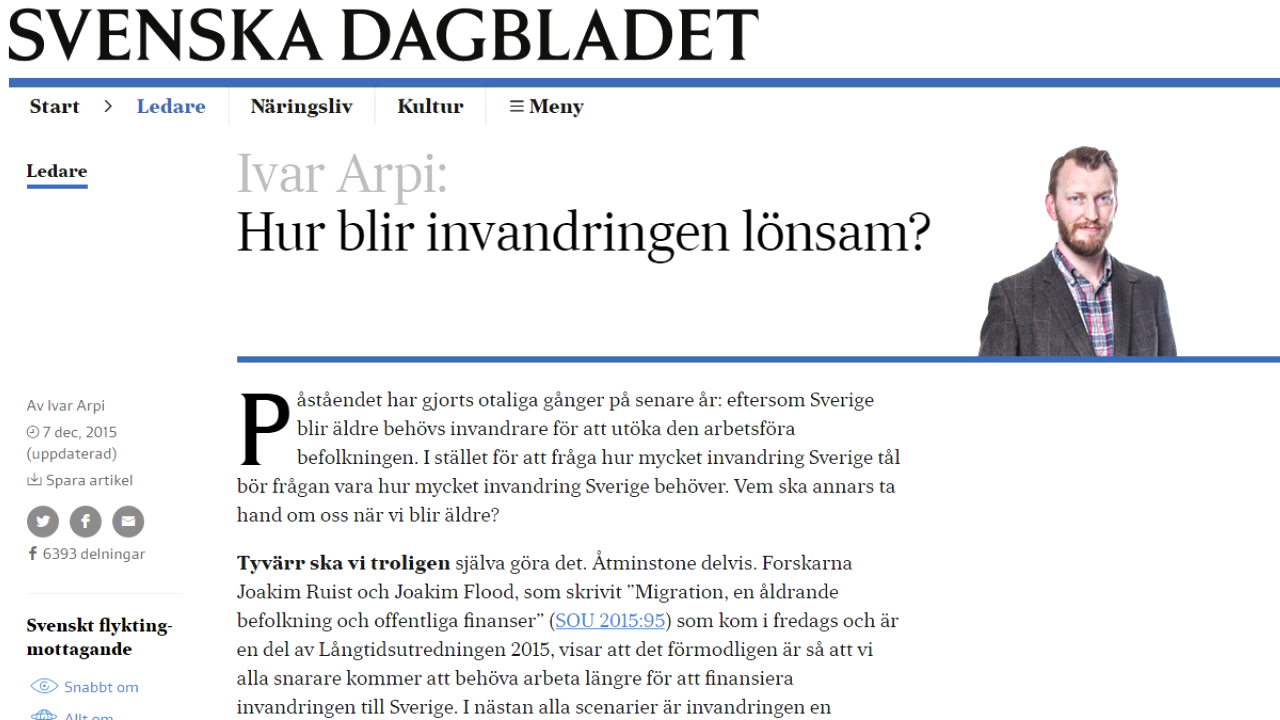 SVENSKA DAGBLADET
Start
Ledare
Näringsliv
Kultur
Meny
Ledare
Ivar Arpi:
Hur blir invandringen lönsam?
Av Ivar Arpi
7 dec, 2015
(uppdaterad)
Spara artikel
6393 delningar
Svenskt flykting-
mottagande
Snabbt om
Allt om
Påståendet har gjorts otaliga gånger på senare år: eftersom Sverige
blir äldre behövs invandrare för att utöka den arbetsföra
befolkningen. I stället för att fråga hur mycket invandring Sverige tål
bör frågan vara hur mycket invandring Sverige behöver. Vem ska annars ta
hand om oss när vi blir äldre?
Tyvärr ska vi troligen själva göra det. Åtminstone delvis. Forskarna
Joakim Ruist och Joakim Flood, som skrivit ”Migration, en åldrande
befolkning och offentliga finanser” (SOU 2015:95) som kom i fredags och är
en del av Långtidsutredningen 2015, visar att det förmodligen är så att vi
alla snarare kommer att behöva arbeta längre för att finansiera
invandringen till Sverige. I nästan alla scenarier är invandringen en